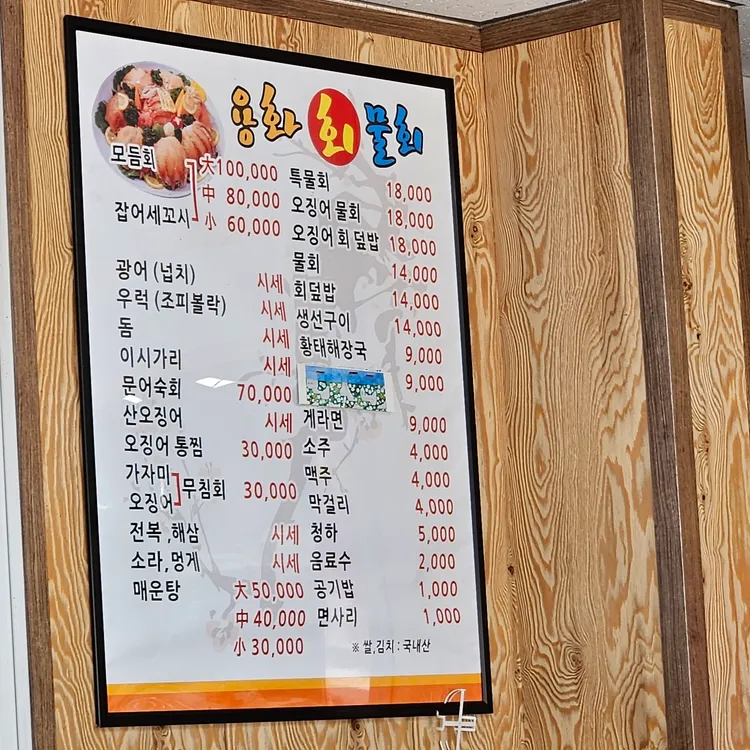 용화 회 물회
모듬회
잡어세꼬시
大 100,000
中 80,000
小 60,000
광어 (넙치) 시세
우럭 (조피볼락) 시세
돔 시세
이시가리 시세
문어숙회 70,000
산오징어 시세
오징어 통찜 30,000
가자미
오징어
무침회 30,000
전복 ,해삼 시세
소라,멍게 시세
매운탕 大 50,000
中 40,000
小 30,000
특물회 18,000
오징어 물회 18,000
오징어 회 덮밥 18,000
물회 14,000
회덮밥 14,000
생선구이 14,000
황태해장국 9,000
9,000
게라면 9,000
소주 4,000
맥주 4,000
막걸리 4,000
청하 5,000
음료수 2,000
공기밥 1,000
면사리 1,000
※ 쌀,김치 : 국내산